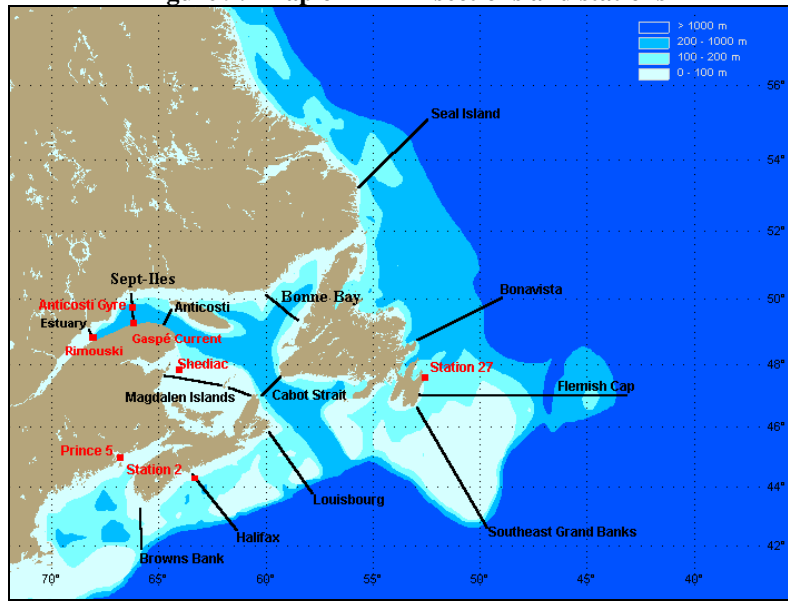 > 1000 m
200 - 1000 m
100 - 200 m
0 - 100 m
56°
Seal Island
54°
52°
Sept-Iles
Bonne Bay
Bonavista
50°
Anticosti Gyre
Anticosti
Estuary
Gaspé Current
Rimouski
Shediac
Station 27
48°
Magdalen Islands
Cabot Strait
Flemish Cap
46°
Prince 5
Station 2
Louisbourg
44°
Halifax
Southeast Grand Banks
Browns Bank
42°
70°
65°
60°
55°
50°
45°
40°